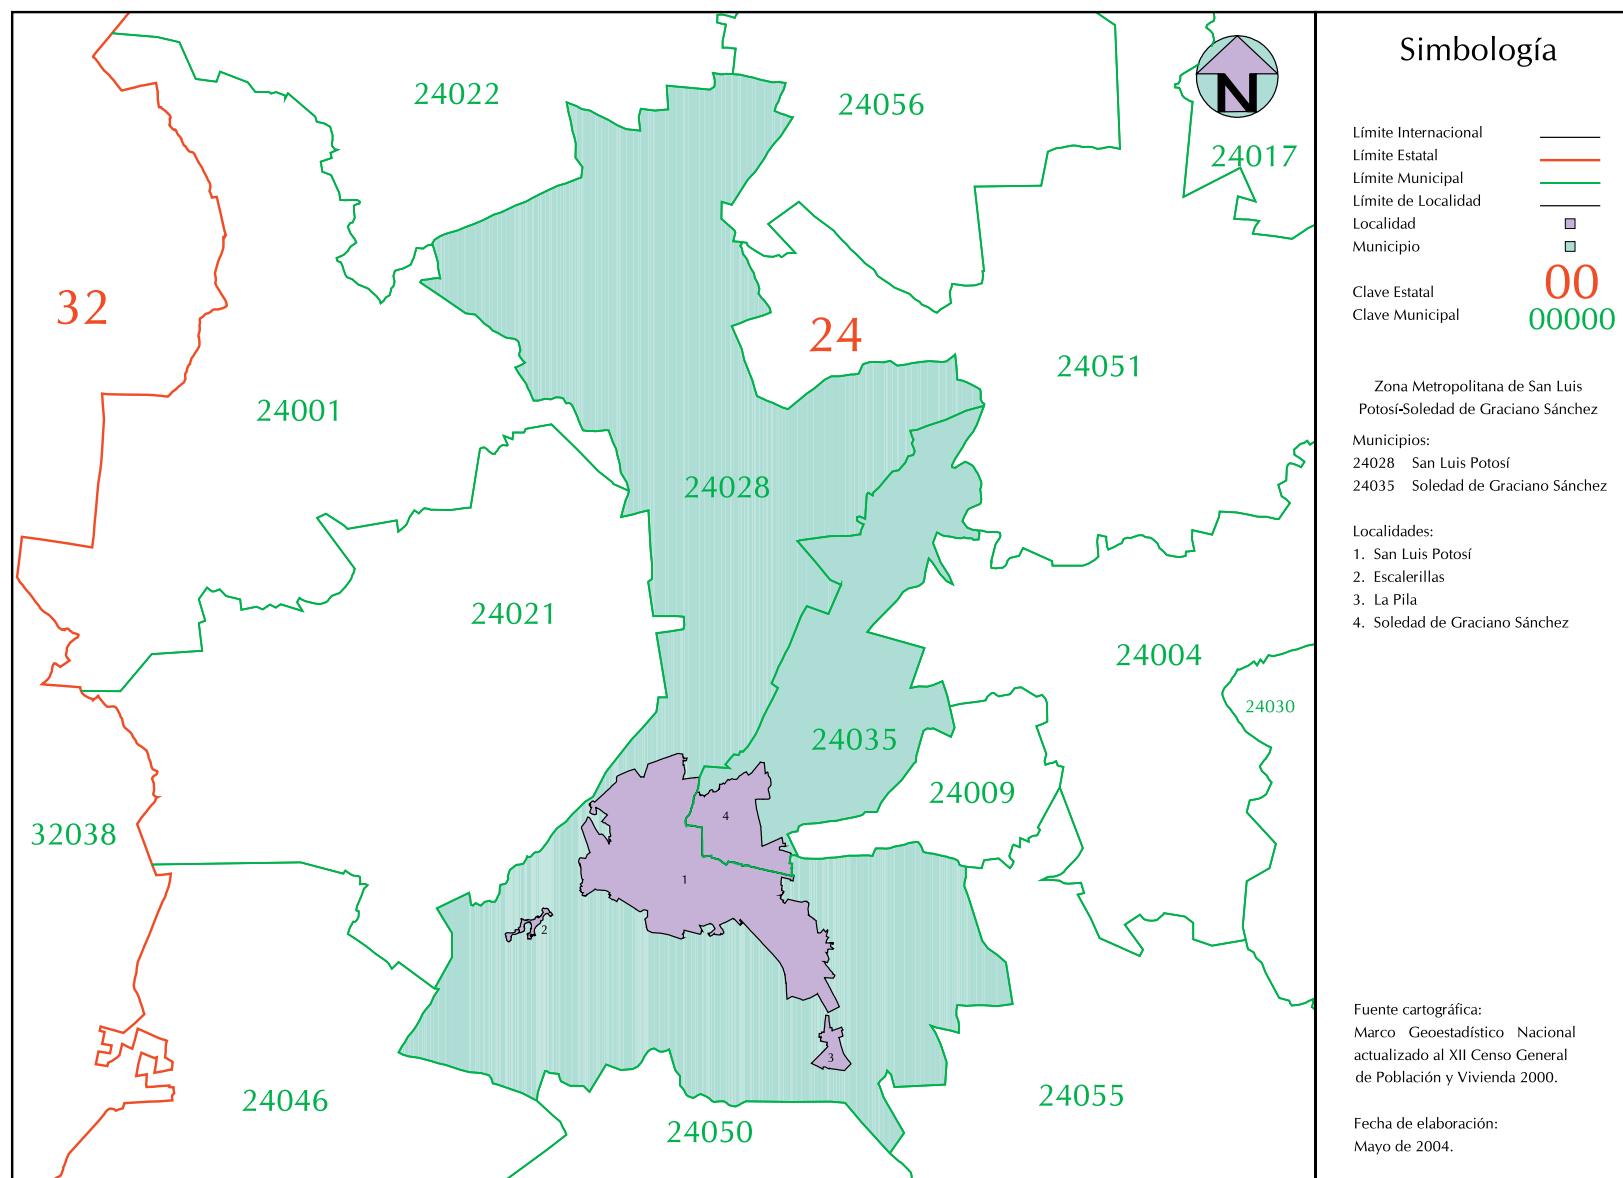 24022
24056
N
24017
32
24
24001
24051
24028
24021
24004
24030
24035
24009
32038
4
1
2
3
24046
24055
24050
Simbología
Límite Internacional
Límite Estatal
Límite Municipal
Límite de Localidad
Localidad
Municipio
Clave Estatal 00
Clave Municipal 00000
Zona Metropolitana de San Luis
Potosí-Soledad de Graciano Sánchez
Municipios:
24028 San Luis Potosí
24035 Soledad de Graciano Sánchez
Localidades:
1. San Luis Potosí
2. Escalerillas
3. La Pila
4. Soledad de Graciano Sánchez
Fuente cartográfica:
Marco Geoestadístico Nacional
actualizado al XII Censo General
de Población y Vivienda 2000.
Fecha de elaboración:
Mayo de 2004.